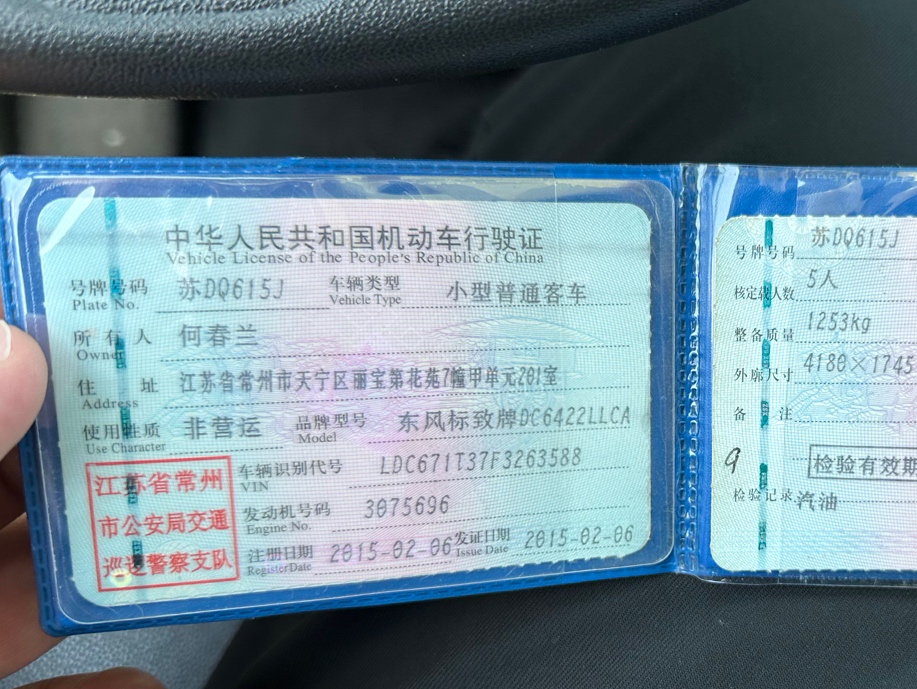 中华人民共和国机动车行驶证
Vehicle License of the People's Republic of China
号牌号码 苏DQ615J 车辆类型 小型普通客车
Plate No. Vehicle Type
所有人 何春兰
Owner
住址 江苏省常州市天宁区丽宝第花苑7幢甲单元201室
Address
使用性质 非营运 品牌型号 东风标致牌DC6422LLCA
Use Character Model
江苏省常州
市公安局交通
巡逻警察支队
车辆识别代号 LDC671T37F3263588
VIN
发动机号码 3075696
Engine No.
注册日期 2015-02-06 发证日期 2015-02-06
Register Date Issue Date
号牌号码 苏DQ615J
核定载人数 5人
整备质量 1253kg
外廓尺寸 4180×1745
备注
9
检验有效期
检验记录 汽油